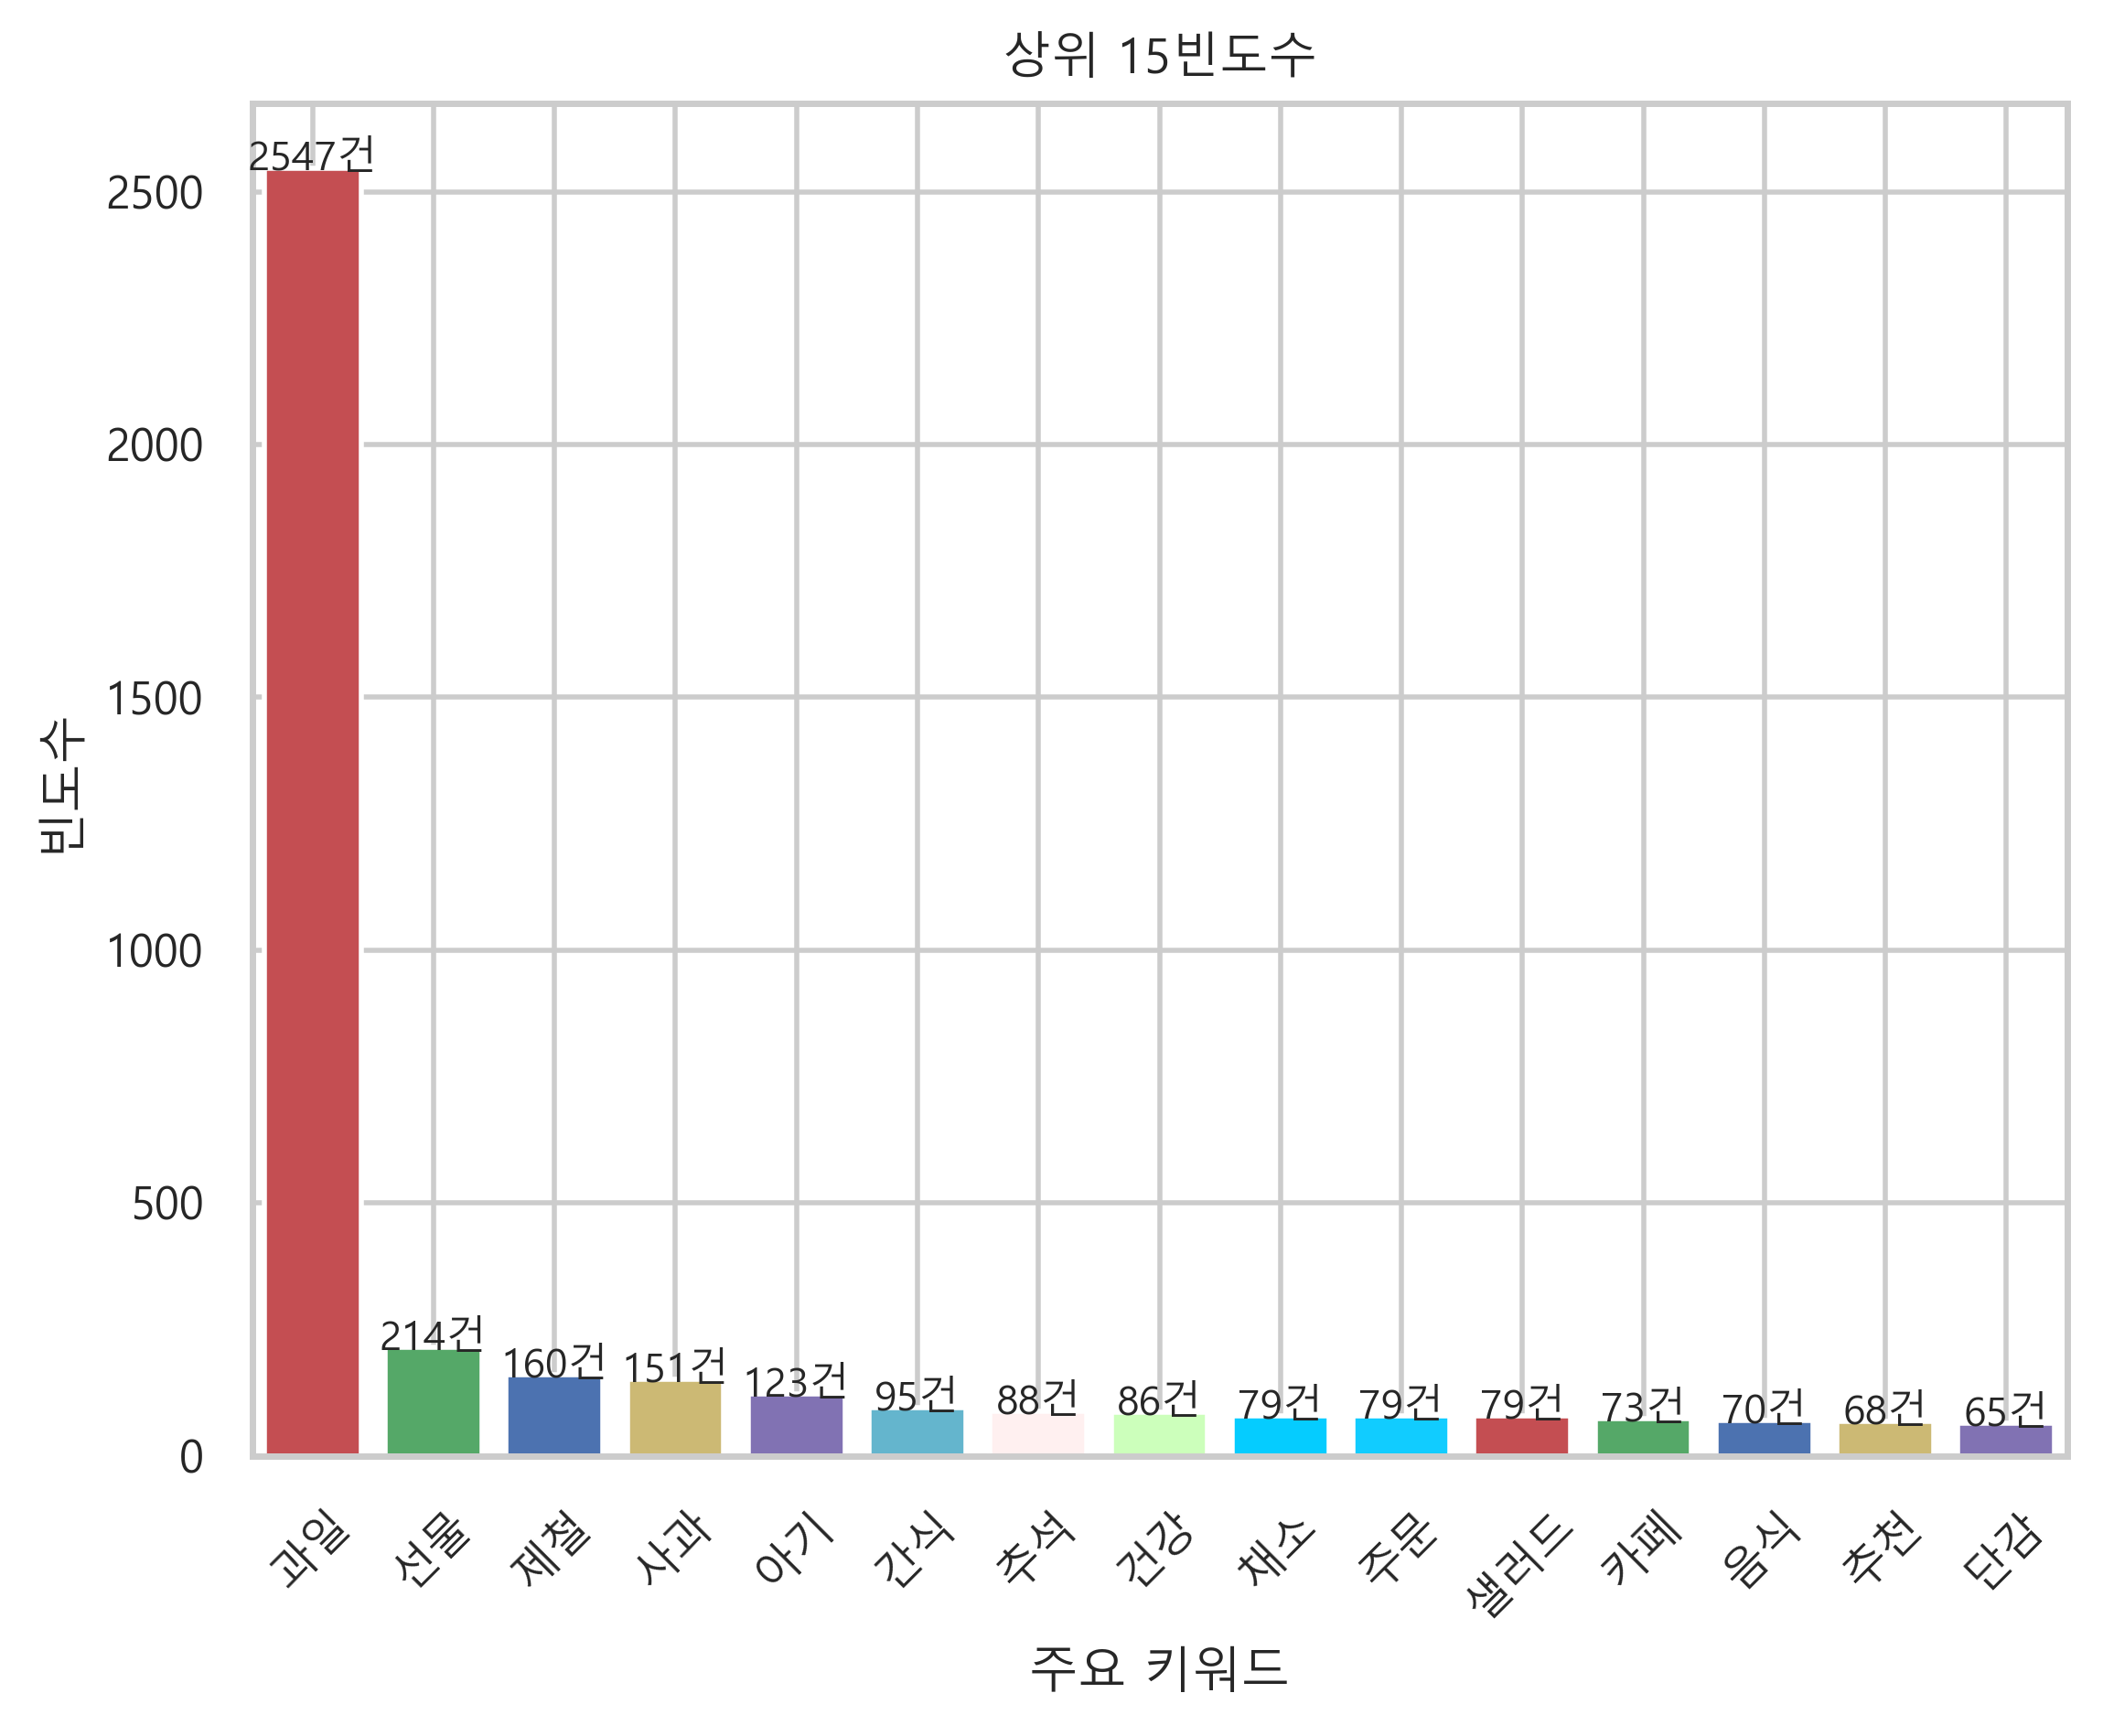 상위 15빈도수
빈도수
2500
2000
1500
1000
500
0
2547건
214건
160건
151건
123건
95건
88건
86건
79건
79건
79건
73건
70건
68건
65건
과일
선물
제철
사과
아기
간식
추석
건강
채소
주문
샐러드
카페
음식
추천
단감
주요 키워드